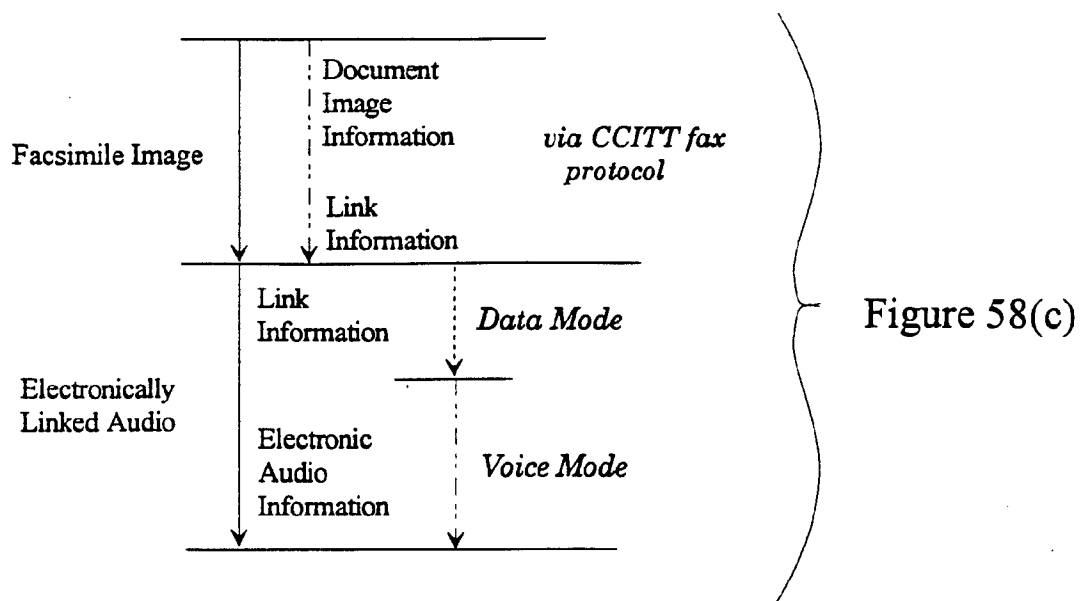 Document
Image
Information
Facsimile Image
via CCITT fax
protocol
Link
Information
Link
Information
Data Mode
Figure 58(c)
Electronically
Linked Audio
Electronic
Audio
Information
Voice Mode